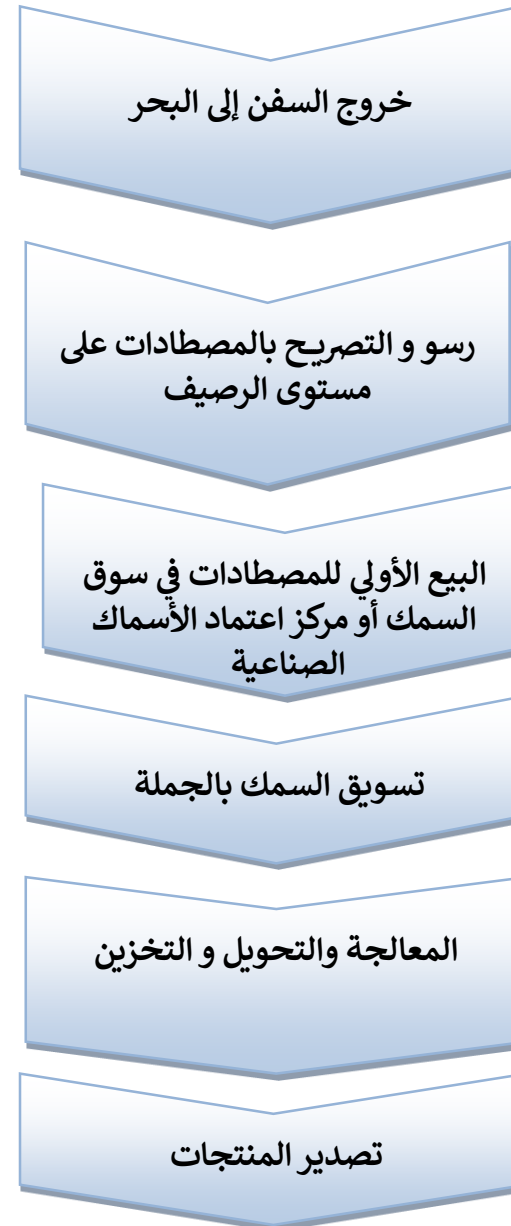 خروج السفن إلى البحر
رسو و التصريح بالمصطادات على
مستوى الرصيف
البيع الأولي للمصطادات في سوق
السمك أو مركز اعتماد الأسماك
الصناعية
تسويق السمك بالجملة
المعالجة والتحويل و التخزين
تصدير المنتجات